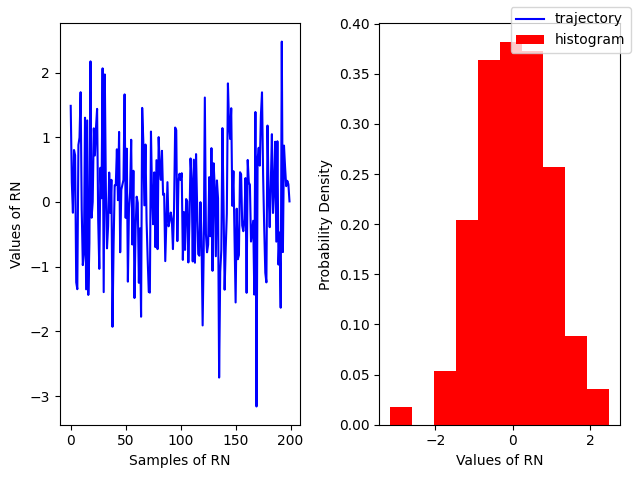 trajectory
histogram
Values of RN
2
1
0
−1
−2
−3
0 50 100 150 200
Samples of RN
Probability Density
0.40
0.35
0.30
0.25
0.20
0.15
0.10
0.05
0.00
−2 0 2
Values of RN